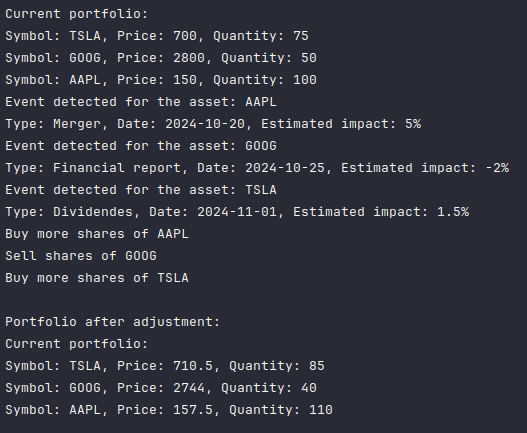 Current portfolio:
Symbol: TSLA, Price: 700, Quantity: 75
Symbol: GOOG, Price: 2800, Quantity: 50
Symbol: AAPL, Price: 150, Quantity: 100
Event detected for the asset: AAPL
Type: Merger, Date: 2024-10-20, Estimated impact: 5%
Event detected for the asset: GOOG
Type: Financial report, Date: 2024-10-25, Estimated impact: -2%
Event detected for the asset: TSLA
Type: Dividendes, Date: 2024-11-01, Estimated impact: 1.5%
Buy more shares of AAPL
Sell shares of GOOG
Buy more shares of TSLA
Portfolio after adjustment:
Current portfolio:
Symbol: TSLA, Price: 710.5, Quantity: 85
Symbol: GOOG, Price: 2744, Quantity: 40
Symbol: AAPL, Price: 157.5, Quantity: 110